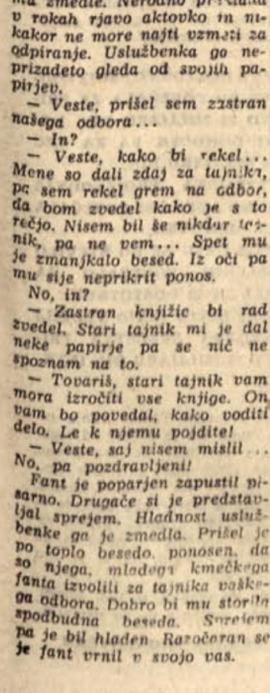 mu zmedle. Nerodno
v rokah rjavo aktovko in ni-
kakor ne more najti vzmeti za
odpiranje. Uslužbenka ga ne-
prizadeto gleda od svojih pa-
pirjev.
— Veste, prišel sem zastran
našega odbora...
— In?
— Veste, kako bi rekel...
Mene so dali zdaj za tajnika,
pa sem rekel grem na odbor,
da bom zvedel kako je s to
rečjo. Nisem bil še nikdar taj-
nik, pa ne vem... Spet mu
je zmanjkalo besed. Iz oči pa
mu sije neprikrit ponos.
No, in?
— Zastran knjižic bi rad
zvedel. Stari tajnik mi je dal
neke papirje pa se nič ne
spoznam na to.
— Tovariš, stari tajnik vam
mora izročiti vse knjige. On
vam bo povedal, kako voditi
delo. Le k njemu pojdite!
— Veste, saj nisem mislil...
No, pa pozdravljeni!
Fant je poparjen zapustil pi-
sarno. Drugače si je predstav-
ljal sprejem. Hladnost usluž-
benke ga je zmedla. Prišel je
po toplo besedo, ponosen, da
so njega, mladega kmečkega
fanta izvolili za tajnika vaške-
ga odbora. Dobro bi mu storila
spodbudna beseda. Sprejem
pa je bil hladen. Razočaran se
je fant vrnil v svojo vas.